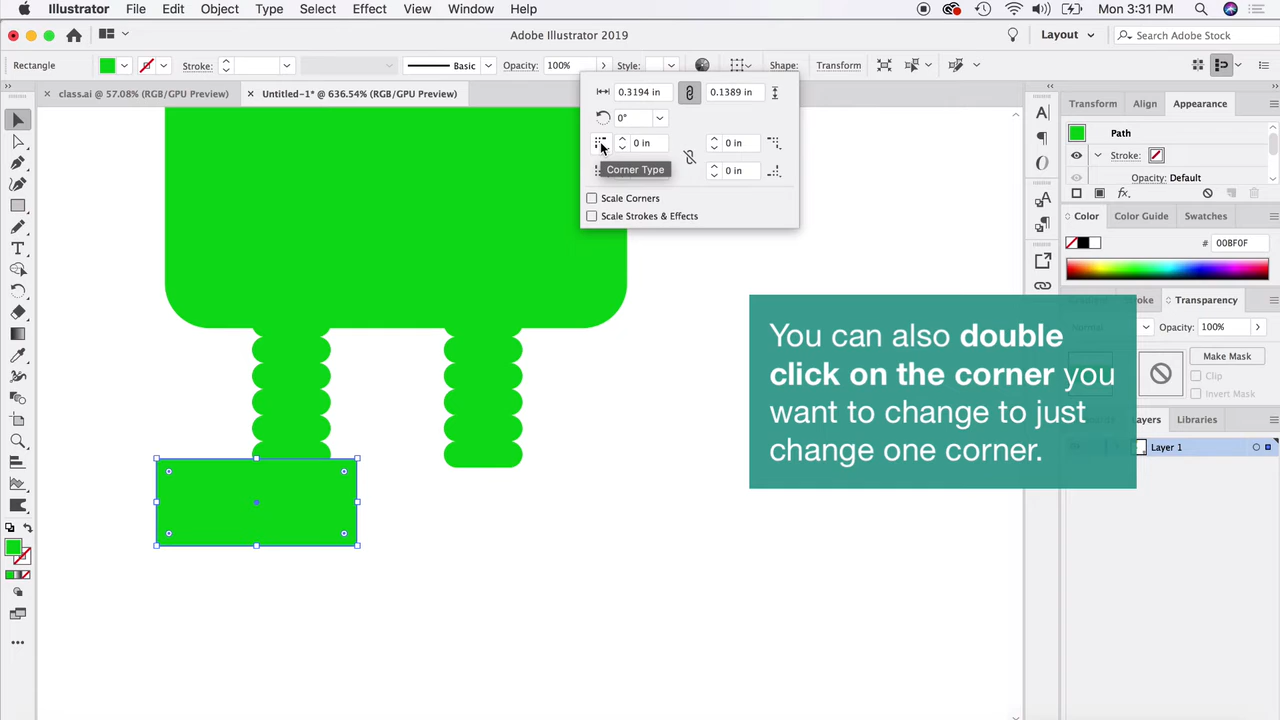 Illustrator File Edit Object Type Select Effect View Window Help Mon 3:31 PM
Adobe Illustrator 2019 Layout Search Adobe Stock
Rectangle Stroke: Basic Opacity: 100% Style: Shape: Transform
class.ai @ 57.08% (RGB/GPU Preview) Untitled-1* @ 636.54% (RGB/GPU Preview)
0.3194 in 0.1389 in
0°
0 in 0 in
Corner Type 0 in
Scale Corners
Scale Strokes & Effects
Transform Align Appearance
Path
Stroke:
Opacity: Default
fx
Color Color Guide Swatches
# 00BF0F
Stroke Transparency
Normal Opacity: 100%
Make Mask
Clip
Invert Mask
Layers Libraries
Layer 1
You can also double
click on the corner you
want to change to just
change one corner.